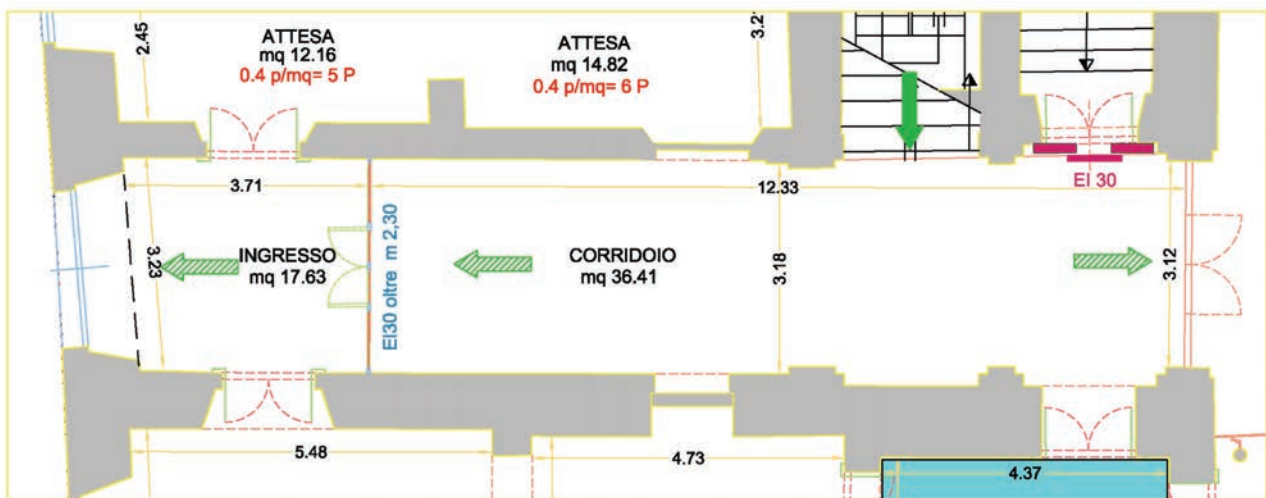 2.45
ATTESA
mq 12.16
0.4 p/mq= 5 P
ATTESA
mq 14.82
0.4 p/mq= 6 P
3.71
12.33
EI 30
3.23
INGRESSO
mq 17.63
EI30 oltre m 2,30
CORRIDOIO
mq 36.41
3.18
3.12
5.48
4.73
4.37